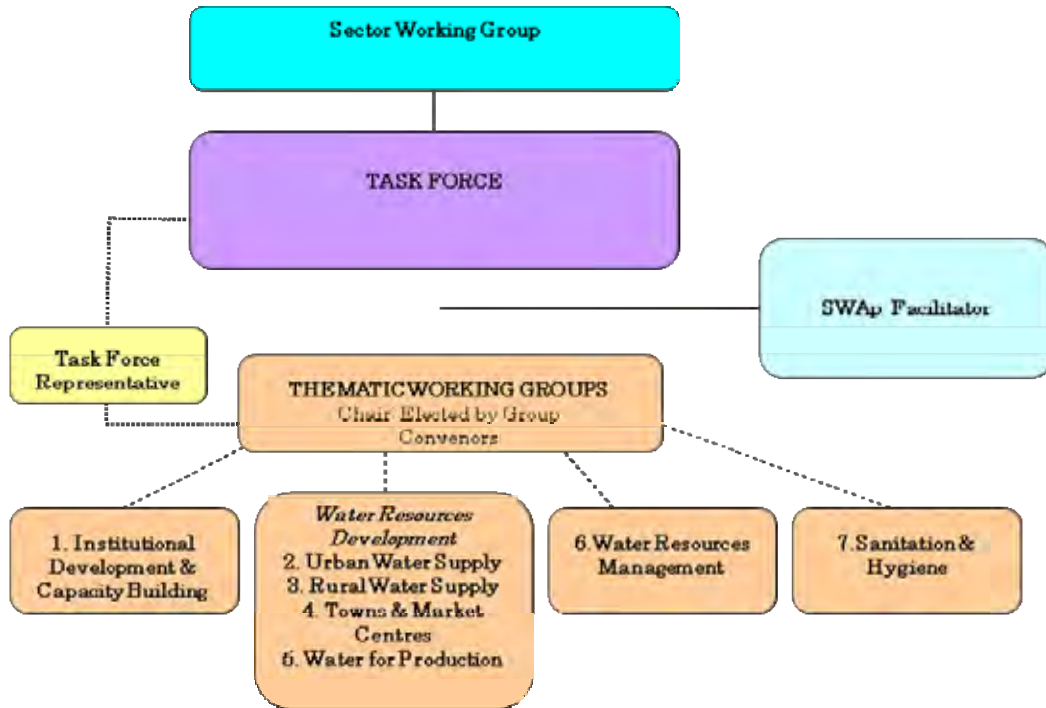 Sector Working Group
TASK FORCE
SWAp Facilitator
Task Force
Representative
THEMATIC WORKING GROUPS
Chair Elected by Group
Convenors
1. Institutional
Development &
Capacity Building
Water Resources
Development
2. Urban Water Supply
3. Rural Water Supply
4. Towns & Market
Centres
5. Water for Production
6. Water Resources
Management
7. Sanitation &
Hygiene